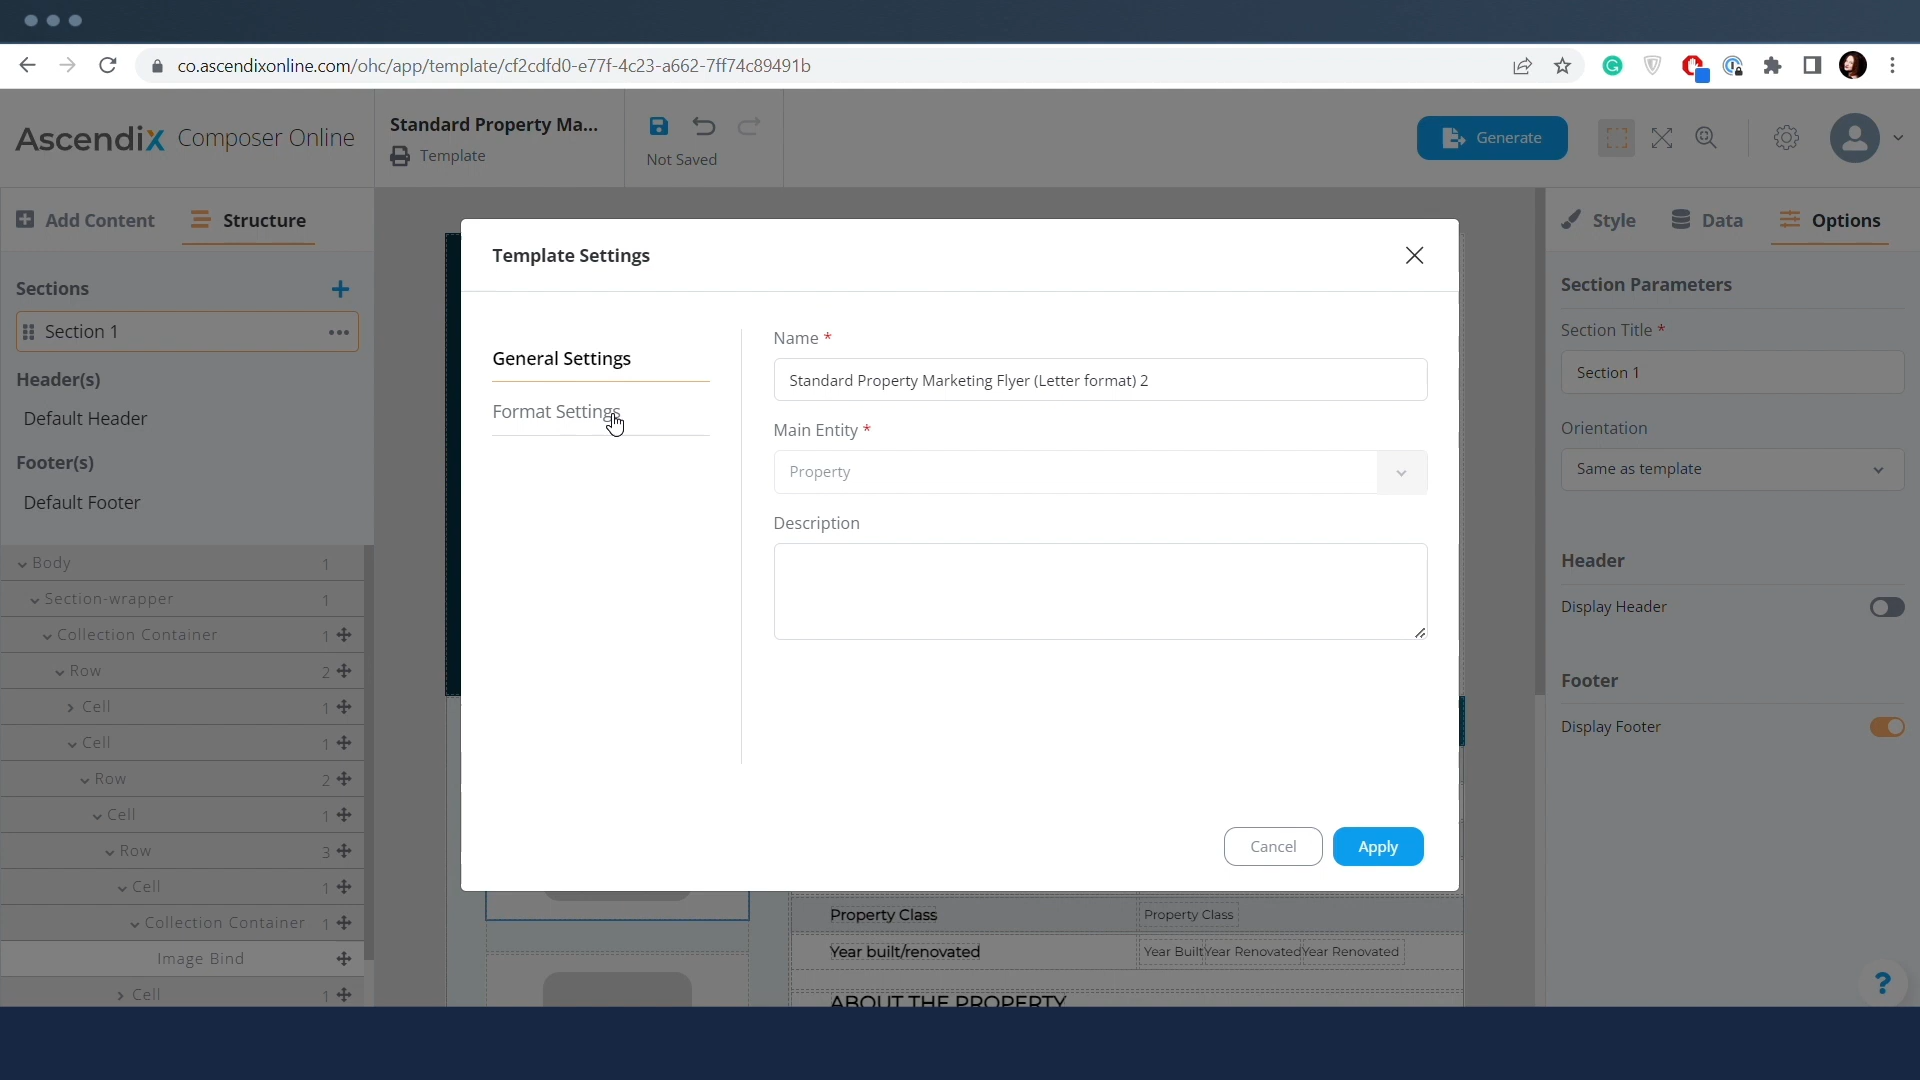 co.ascendixonline.com/ohc/app/template/cf2cdfd0-e77f-4c23-a662-7ff74c89491b
Ascendix Composer Online
Standard Property Ma...
Template
Not Saved
Generate
Add Content
Structure
Style
Data
Options
Sections
Section 1
Header(s)
Default Header
Footer(s)
Default Footer
Body 1
Section-wrapper 1
Collection Container 1
Row 2
Cell 1
Cell 1
Row 2
Cell 1
Row 3
Cell 1
Collection Container 1
Image Bind
Cell 1
Template Settings
General Settings
Format Settings
Name *
Standard Property Marketing Flyer (Letter format) 2
Main Entity *
Property
Description
Cancel
Apply
Property Class
Property Class
Year built/renovated
Year Built Year Renovated Year Renovated
ABOUT THE PROPERTY
Section Parameters
Section Title *
Section 1
Orientation
Same as template
Header
Display Header
Footer
Display Footer
?